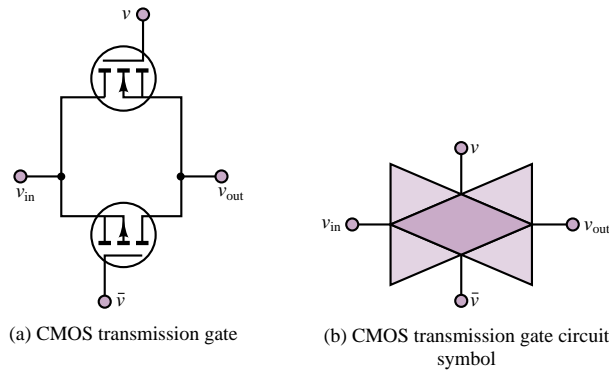 v
v_in
v_out
v̄
(a) CMOS transmission gate
v
v_in
v_out
v̄
(b) CMOS transmission gate circuit
symbol